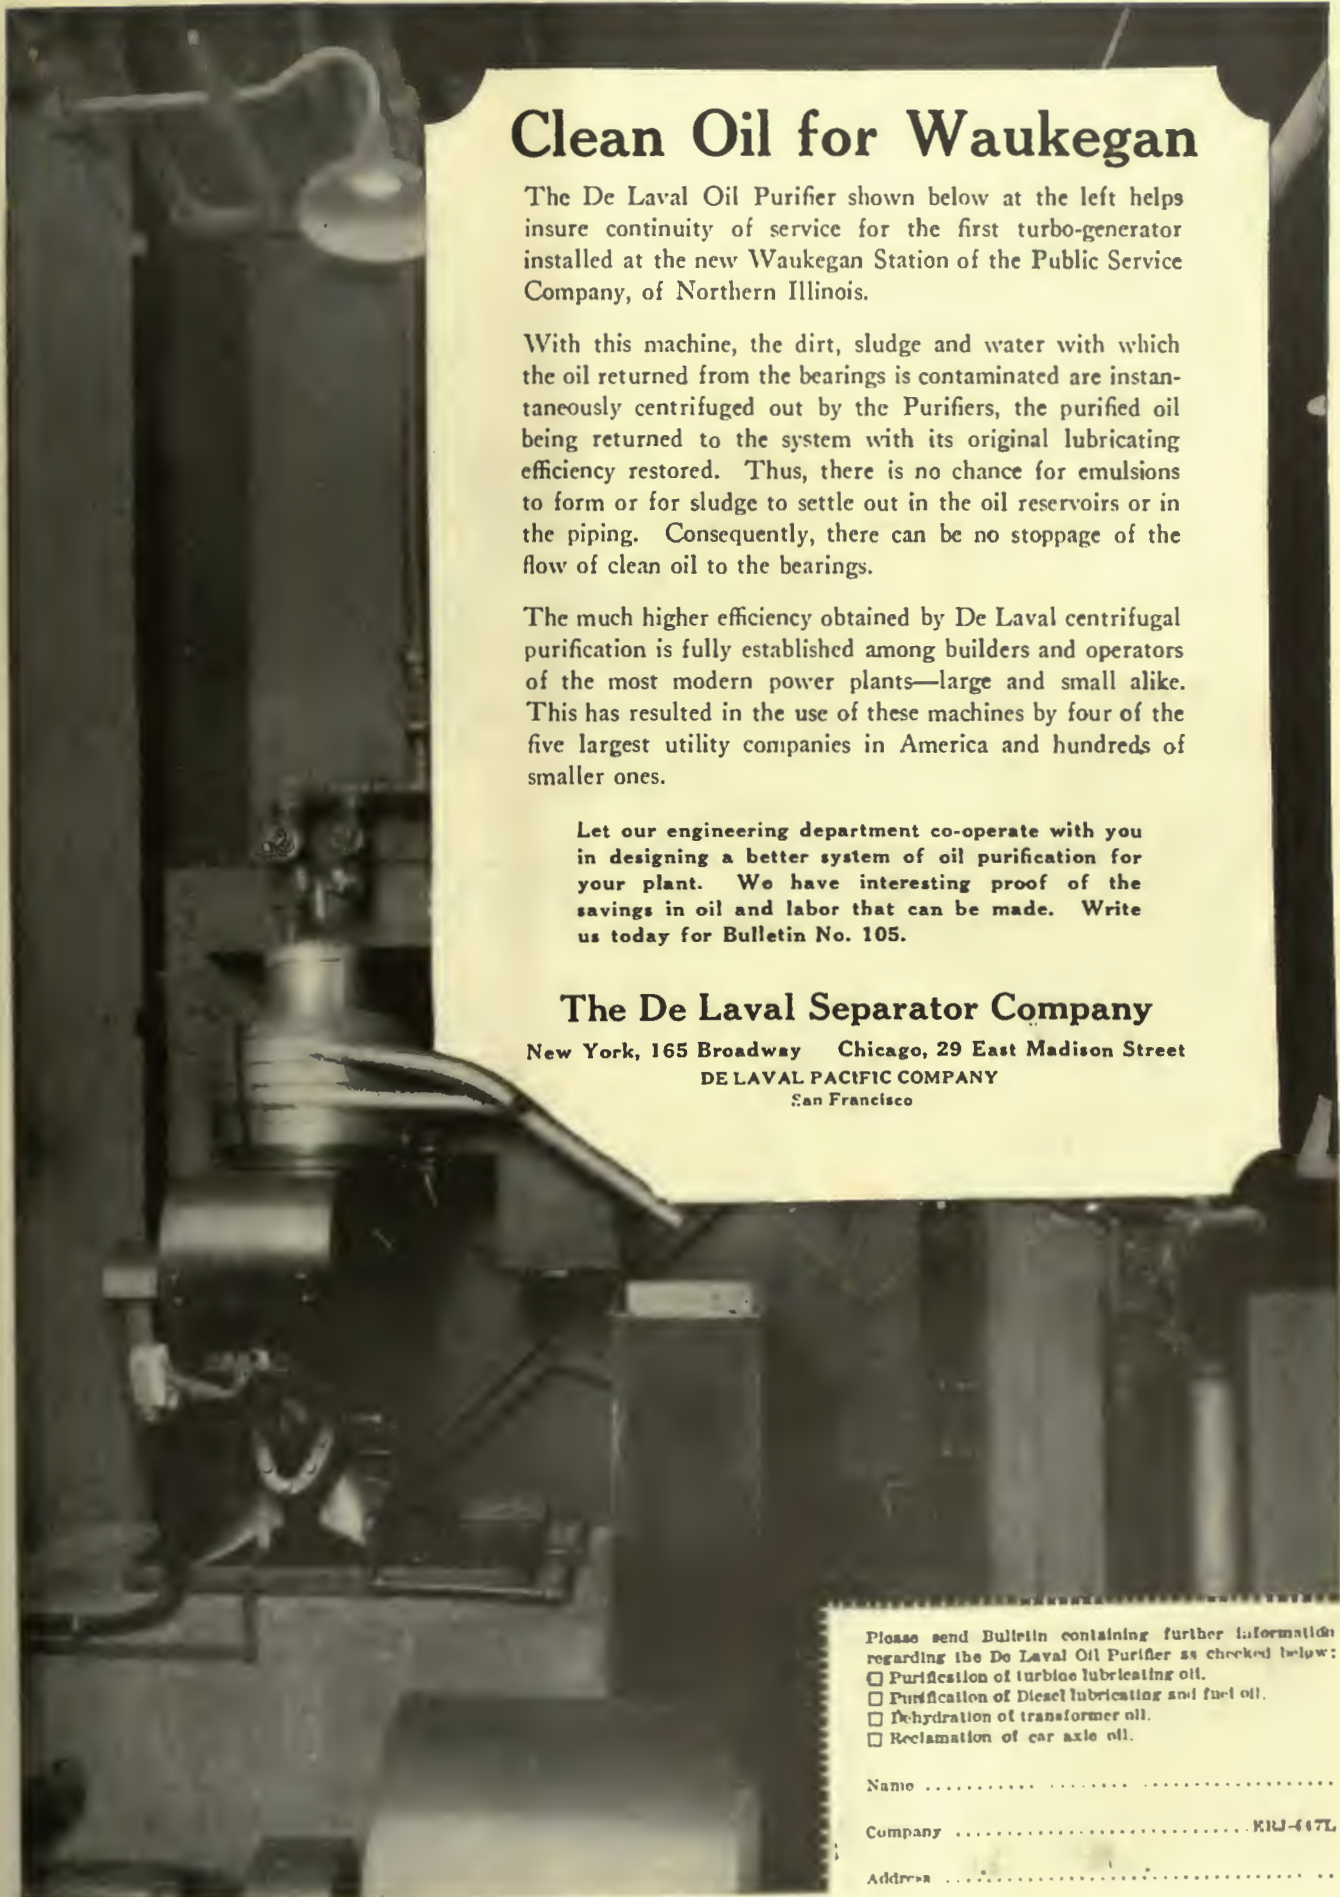 Clean Oil for Waukegan
The De Laval Oil Purifier shown below at the left helps
insure continuity of service for the first turbo-generator
installed at the new Waukegan Station of the Public Service
Company, of Northern Illinois.
With this machine, the dirt, sludge and water with which
the oil returned from the bearings is contaminated are instan-
taneously centrifuged out by the Purifiers, the purified oil
being returned to the system with its original lubricating
efficiency restored. Thus, there is no chance for emulsions
to form or for sludge to settle out in the oil reservoirs or in
the piping. Consequently, there can be no stoppage of the
flow of clean oil to the bearings.
The much higher efficiency obtained by De Laval centrifugal
purification is fully established among builders and operators
of the most modern power plants—large and small alike.
This has resulted in the use of these machines by four of the
five largest utility companies in America and hundreds of
smaller ones.
Let our engineering department co-operate with you
in designing a better system of oil purification for
your plant. We have interesting proof of the
savings in oil and labor that can be made. Write
us today for Bulletin No. 105.
The De Laval Separator Company
New York, 165 Broadway Chicago, 29 East Madison Street
DE LAVAL PACIFIC COMPANY
San Francisco
Please send Bulletin containing further information
regarding the De Laval Oil Purifier as checked below:
☐ Purification of turbine lubricating oil.
☐ Purification of Diesel lubricating and fuel oil.
☐ Dehydration of transformer oil.
☐ Reclamation of car axle oil.
Name
Company
Address